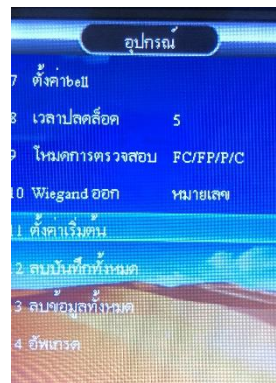 อุปกรณ์
7 ตั้งค่าbell
8 เวลาปลดล็อค 5
9 โหมดการตรวจสอบ FC/FP/P/C
10 Wiegand ออก หมายเลข
11 ตั้งค่าเริ่มต้น
2 ลบบันทึกทั้งหมด
3 ลบข้อมูลทั้งหมด
4 อัพเกรด